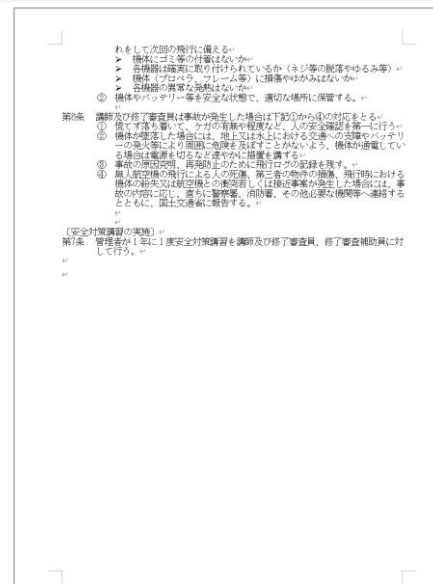 れをして次回の飛行に備える
➤ 機体にゴミ等の付着はないか
➤ 各機器は確実に取り付けられているか（ネジ等の脱落やゆるみ等）
➤ 機体（プロペラ、フレーム等）に損傷やゆがみはないか
➤ 各機器の異常な発熱はないか
② 機体やバッテリー等を安全な状態で、適切な場所に保管する。
第6条 講師及び修了審査員は事故が発生した場合は下記①から④の対応をとる
① 慌てず落ち着いて、ケガの有無や程度など、人の安全確認を第一に行う
② 機体が墜落した場合には、地上又は水上における交通への支障やバッテリ
ーの発火等により周囲に危険を及ぼすことがないよう、機体が通電してい
る場合は電源を切るなど速やかに措置を講ずる
③ 事故の原因究明、再発防止のために飛行ログの記録を残す。
④ 無人航空機の飛行による人の死傷、第三者の物件の損傷、飛行時における
機体の紛失又は航空機との衝突若しくは接近事案が発生した場合には、事
故の内容に応じ、直ちに警察署、消防署、その他必要な機関等へ連絡する
とともに、国土交通省に報告する。
〔安全対策講習の実施〕
第7条 管理者が１年に１度安全対策講習を講師及び修了審査員、修了審査補助員に対
して行う。